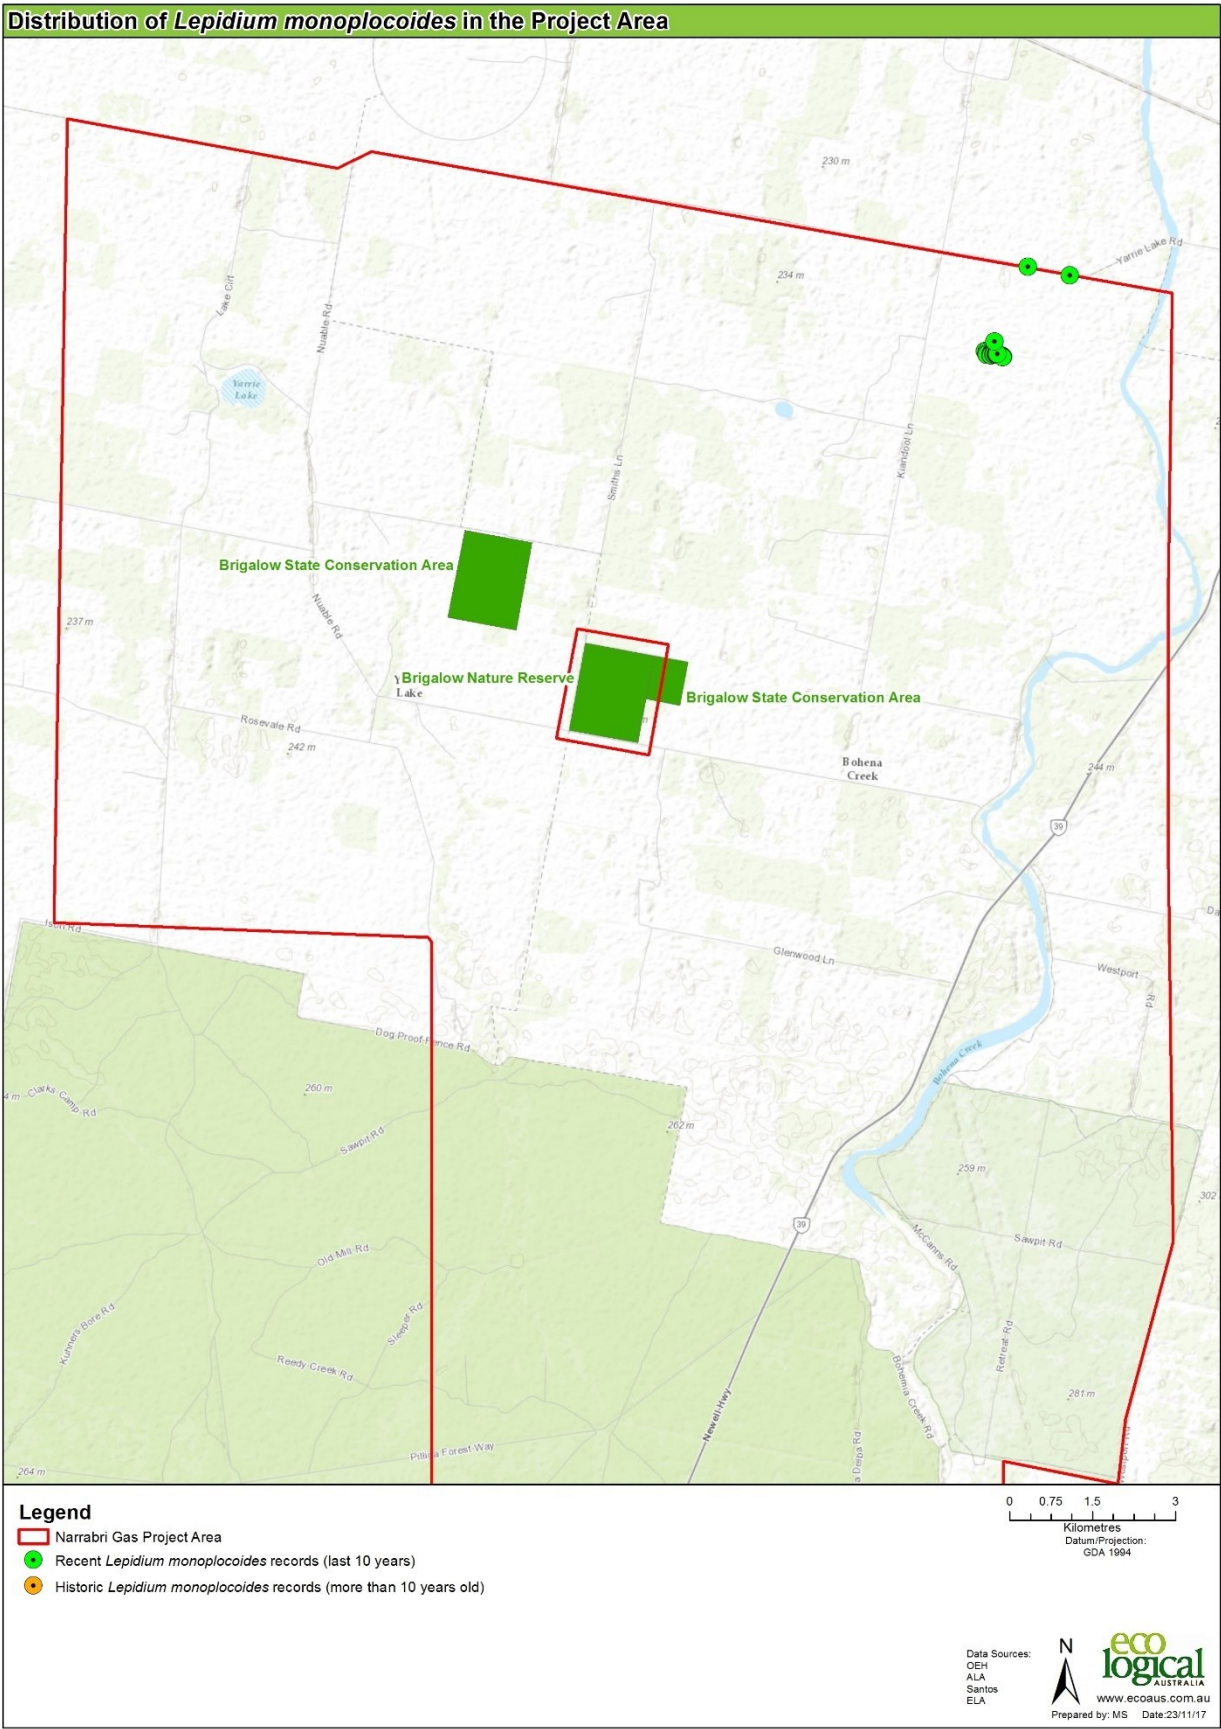 Distribution of Lepidium monoplocoides in the Project Area
230 m
Yarrie Lake Rd
234 m
Lake Cirt
Nuable Rd
Yarrie
Lake
Kiandool Ln
Smiths Ln
Brigalow State Conservation Area
Nuable Rd
237 m
Brigalow Nature Reserve
Lake
Brigalow State Conservation Area
Rosevale Rd
242 m
Bohena
Creek
244 m
39
Glenwood Ln
Westport
Rd
Dog Proof Fence Rd
Bohena Creek
260 m
Clarks Camp Rd
4 m
262 m
Sawpit Rd
259 m
302
39
McCanns Rd
Sawpit Rd
Old Mill Rd
Sleeper Rd
Kuhners Bore Rd
Retreat Rd
Reedy Creek Rd
Bohemia Creek Rd
281 m
Newell Hwy
Pilliga Forest Way
264 m
Westport Rd
Legend
Narrabri Gas Project Area
Recent Lepidium monoplocoides records (last 10 years)
Historic Lepidium monoplocoides records (more than 10 years old)
0 0.75 1.5 3
Kilometres
Datum/Projection:
GDA 1994
Data Sources:
OEH
ALA
Santos
ELA
N
eco
logical
AUSTRALIA
www.ecoaus.com.au
Prepared by: MS Date:23/11/17